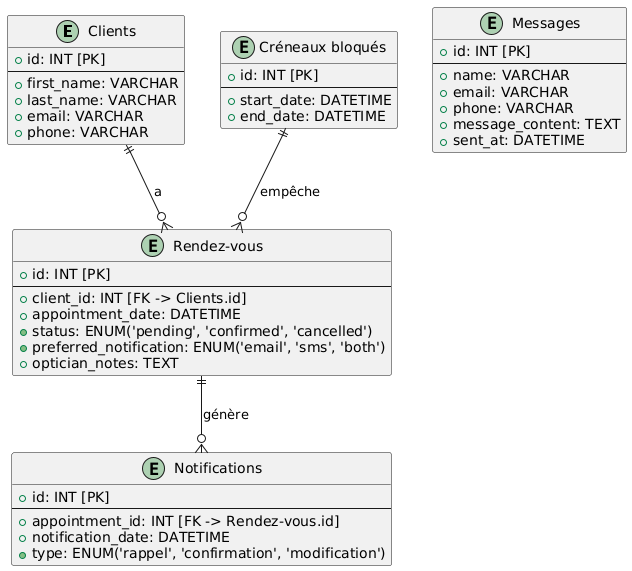 E Clients
id: INT [PK]
first_name: VARCHAR
last_name: VARCHAR
email: VARCHAR
phone: VARCHAR
E Créneaux bloqués
id: INT [PK]
start_date: DATETIME
end_date: DATETIME
E Messages
id: INT [PK]
name: VARCHAR
email: VARCHAR
phone: VARCHAR
message_content: TEXT
sent_at: DATETIME
a
empêche
E Rendez-vous
id: INT [PK]
client_id: INT [FK -> Clients.id]
appointment_date: DATETIME
status: ENUM('pending', 'confirmed', 'cancelled')
preferred_notification: ENUM('email', 'sms', 'both')
optician_notes: TEXT
génère
E Notifications
id: INT [PK]
appointment_id: INT [FK -> Rendez-vous.id]
notification_date: DATETIME
type: ENUM('rappel', 'confirmation', 'modification')